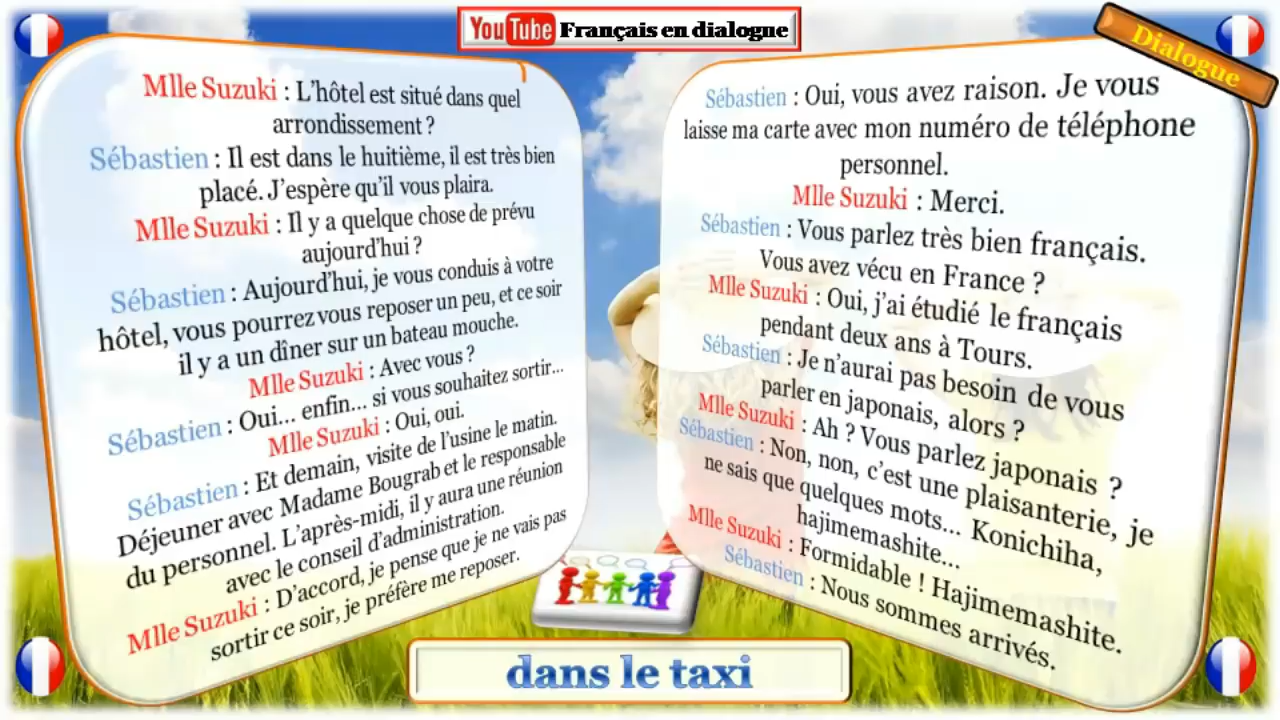 YouTube Français en dialogue
Dialogue
Mlle Suzuki : L'hôtel est situé dans quel
arrondissement ?
Sébastien : Il est dans le huitième, il est très bien
placé. J'espère qu'il vous plaira.
Mlle Suzuki : Il y a quelque chose de prévu
aujourd'hui ?
Sébastien : Aujourd'hui, je vous conduis à votre
hôtel, vous pourrez vous reposer un peu, et ce soir
il y a un dîner sur un bateau mouche.
Mlle Suzuki : Avec vous ?
Sébastien : Oui... enfin... si vous souhaitez sortir...
Mlle Suzuki : Oui, oui.
Sébastien : Et demain, visite de l'usine le matin.
Déjeuner avec Madame Bougrab et le responsable
du personnel. L'après-midi, il y aura une réunion
avec le conseil d'administration.
Mlle Suzuki : D'accord, je pense que je ne vais pas
sortir ce soir, je préfère me reposer.
Sébastien : Oui, vous avez raison. Je vous
laisse ma carte avec mon numéro de téléphone
personnel.
Mlle Suzuki : Merci.
Sébastien : Vous parlez très bien français.
Vous avez vécu en France ?
Mlle Suzuki : Oui, j'ai étudié le français
pendant deux ans à Tours.
Sébastien : Je n'aurai pas besoin de vous
parler en japonais, alors ?
Mlle Suzuki : Ah ? Vous parlez japonais ?
Sébastien : Non, non, c'est une plaisanterie, je
ne sais que quelques mots... Konichiha,
hajimemashite...
Mlle Suzuki : Formidable ! Hajimemashite.
Sébastien : Nous sommes arrivés.
dans le taxi